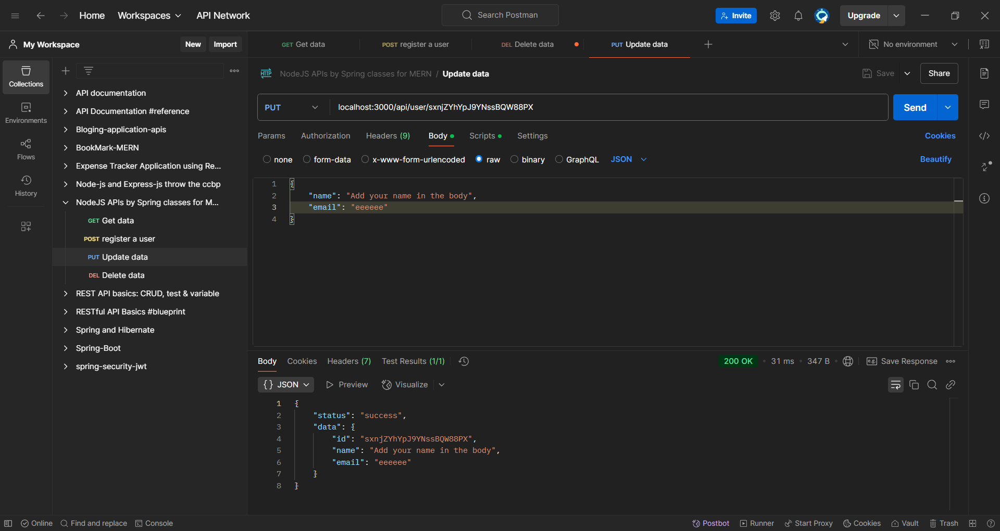 Home Workspaces API Network Search Postman Invite Upgrade
My Workspace New Import GET Get data POST register a user DEL Delete data PUT Update data No environment
HTTP NodeJS APIs by Spring classes for MERN / Update data Save Share
Collections
Environments
Flows
History
API documentation
API Documentation #reference
Bloging-application-apis
BookMark-MERN
Expense Tracker Application using Re...
Node-js and Express-js throw the ccbp
NodeJS APIs by Spring classes for M...
GET Get data
POST register a user
PUT Update data
DEL Delete data
REST API basics: CRUD, test & variable
RESTful API Basics #blueprint
Spring and Hibernate
Spring-Boot
spring-security-jwt
PUT localhost:3000/api/user/sxnjZYhYpJ9YNssBQW88PX Send
Params Authorization Headers (9) Body Scripts Settings Cookies
none form-data x-www-form-urlencoded raw binary GraphQL JSON Beautify
1 {
2 "name": "Add your name in the body",
3 "email": "eeeeee"
4 }
Body Cookies Headers (7) Test Results (1/1) 200 OK • 31 ms • 347 B • e.g. Save Response
{} JSON Preview Visualize
1 {
2 "status": "success",
3 "data": {
4 "id": "sxnjZYhYpJ9YNssBQW88PX",
5 "name": "Add your name in the body",
6 "email": "eeeeee"
7 }
8 }
Online Find and replace Console Postbot Runner Start Proxy Cookies Vault Trash